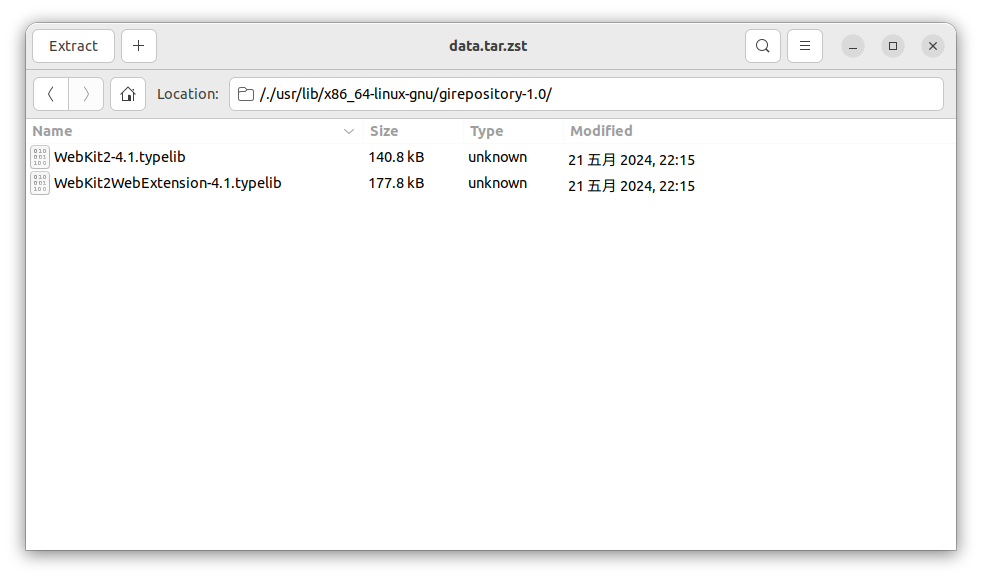 Extract data.tar.zst
Location: /./usr/lib/x86_64-linux-gnu/girepository-1.0/
Name Size Type Modified
WebKit2-4.1.typelib 140.8 kB unknown 21 五月 2024, 22:15
WebKit2WebExtension-4.1.typelib 177.8 kB unknown 21 五月 2024, 22:15